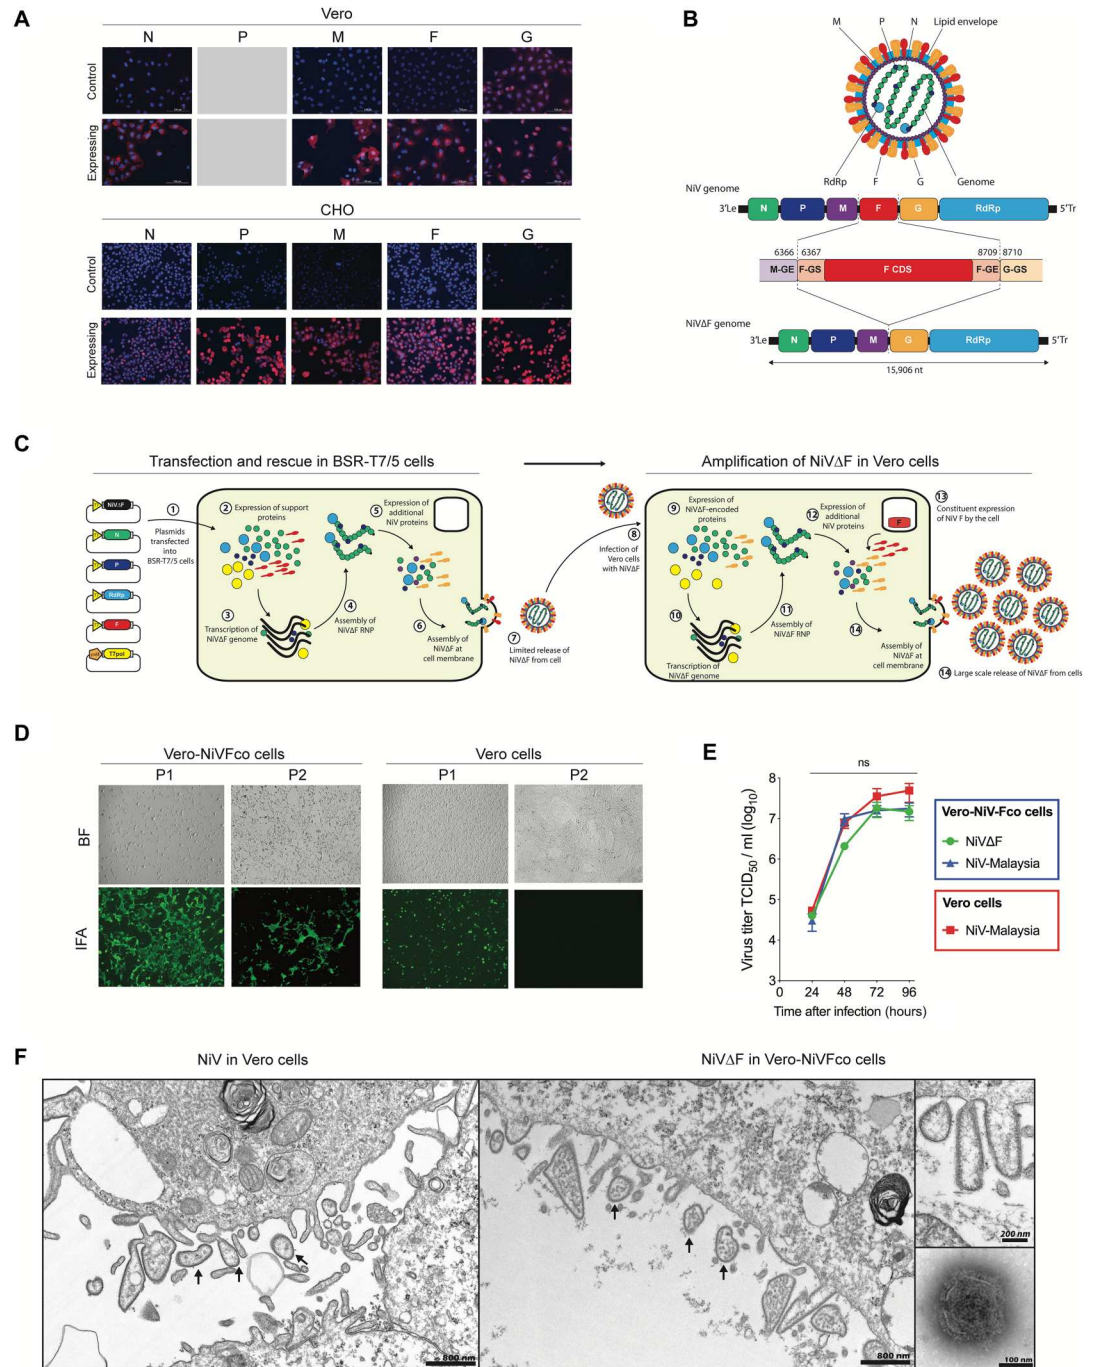 A
Vero
N P M F G
Control
Expressing
CHO
N P M F G
Control
Expressing
B
M P N Lipid envelope
RdRp F G Genome
NiV genome
3'Le N P M F G RdRp 5'Tr
6366 6367 8709 8710
M-GE F-GS F CDS F-GE G-GS
NiVΔF genome
3'Le N P M G RdRp 5'Tr
15,906 nt
C
Transfection and rescue in BSR-T7/5 cells
Amplification of NiVΔF in Vero cells
NiVΔF
N
P
RdRp
F
T7pol
1
Plasmids
transfected
into
BSR-T7/5 cells
2 Expression of support
proteins
3
Transcription of
NiVΔF genome
4
Assembly of
NiVΔF RNP
5 Expression of
additional
NiV proteins
6 Assembly of
NiVΔF at
cell membrane
7
Limited release of
NiVΔF from cell
8
Infection of
Vero cells
with NiVΔF
9 Expression of
NiVΔF-encoded
proteins
10
Transcription of
NiVΔF genome
11
Assembly of
NiVΔF RNP
12 Expression of
additional
NiV proteins
F
13
Constituent expression
of NiV F by the cell
14
Assembly of
NiVΔF at
cell membrane
14 Large scale release of NiVΔF from cells
D
Vero-NiVFco cells
P1 P2
Vero cells
P1 P2
BF
IFA
E
ns
Virus titer TCID50 / ml (log10)
8
7
6
5
4
3
0 24 48 72 96
Time after infection (hours)
Vero-NiV-Fco cells
NiVΔF
NiV-Malaysia
Vero cells
NiV-Malaysia
F
NiV in Vero cells
NiVΔF in Vero-NiVFco cells
800 nm
800 nm
200 nm
100 nm